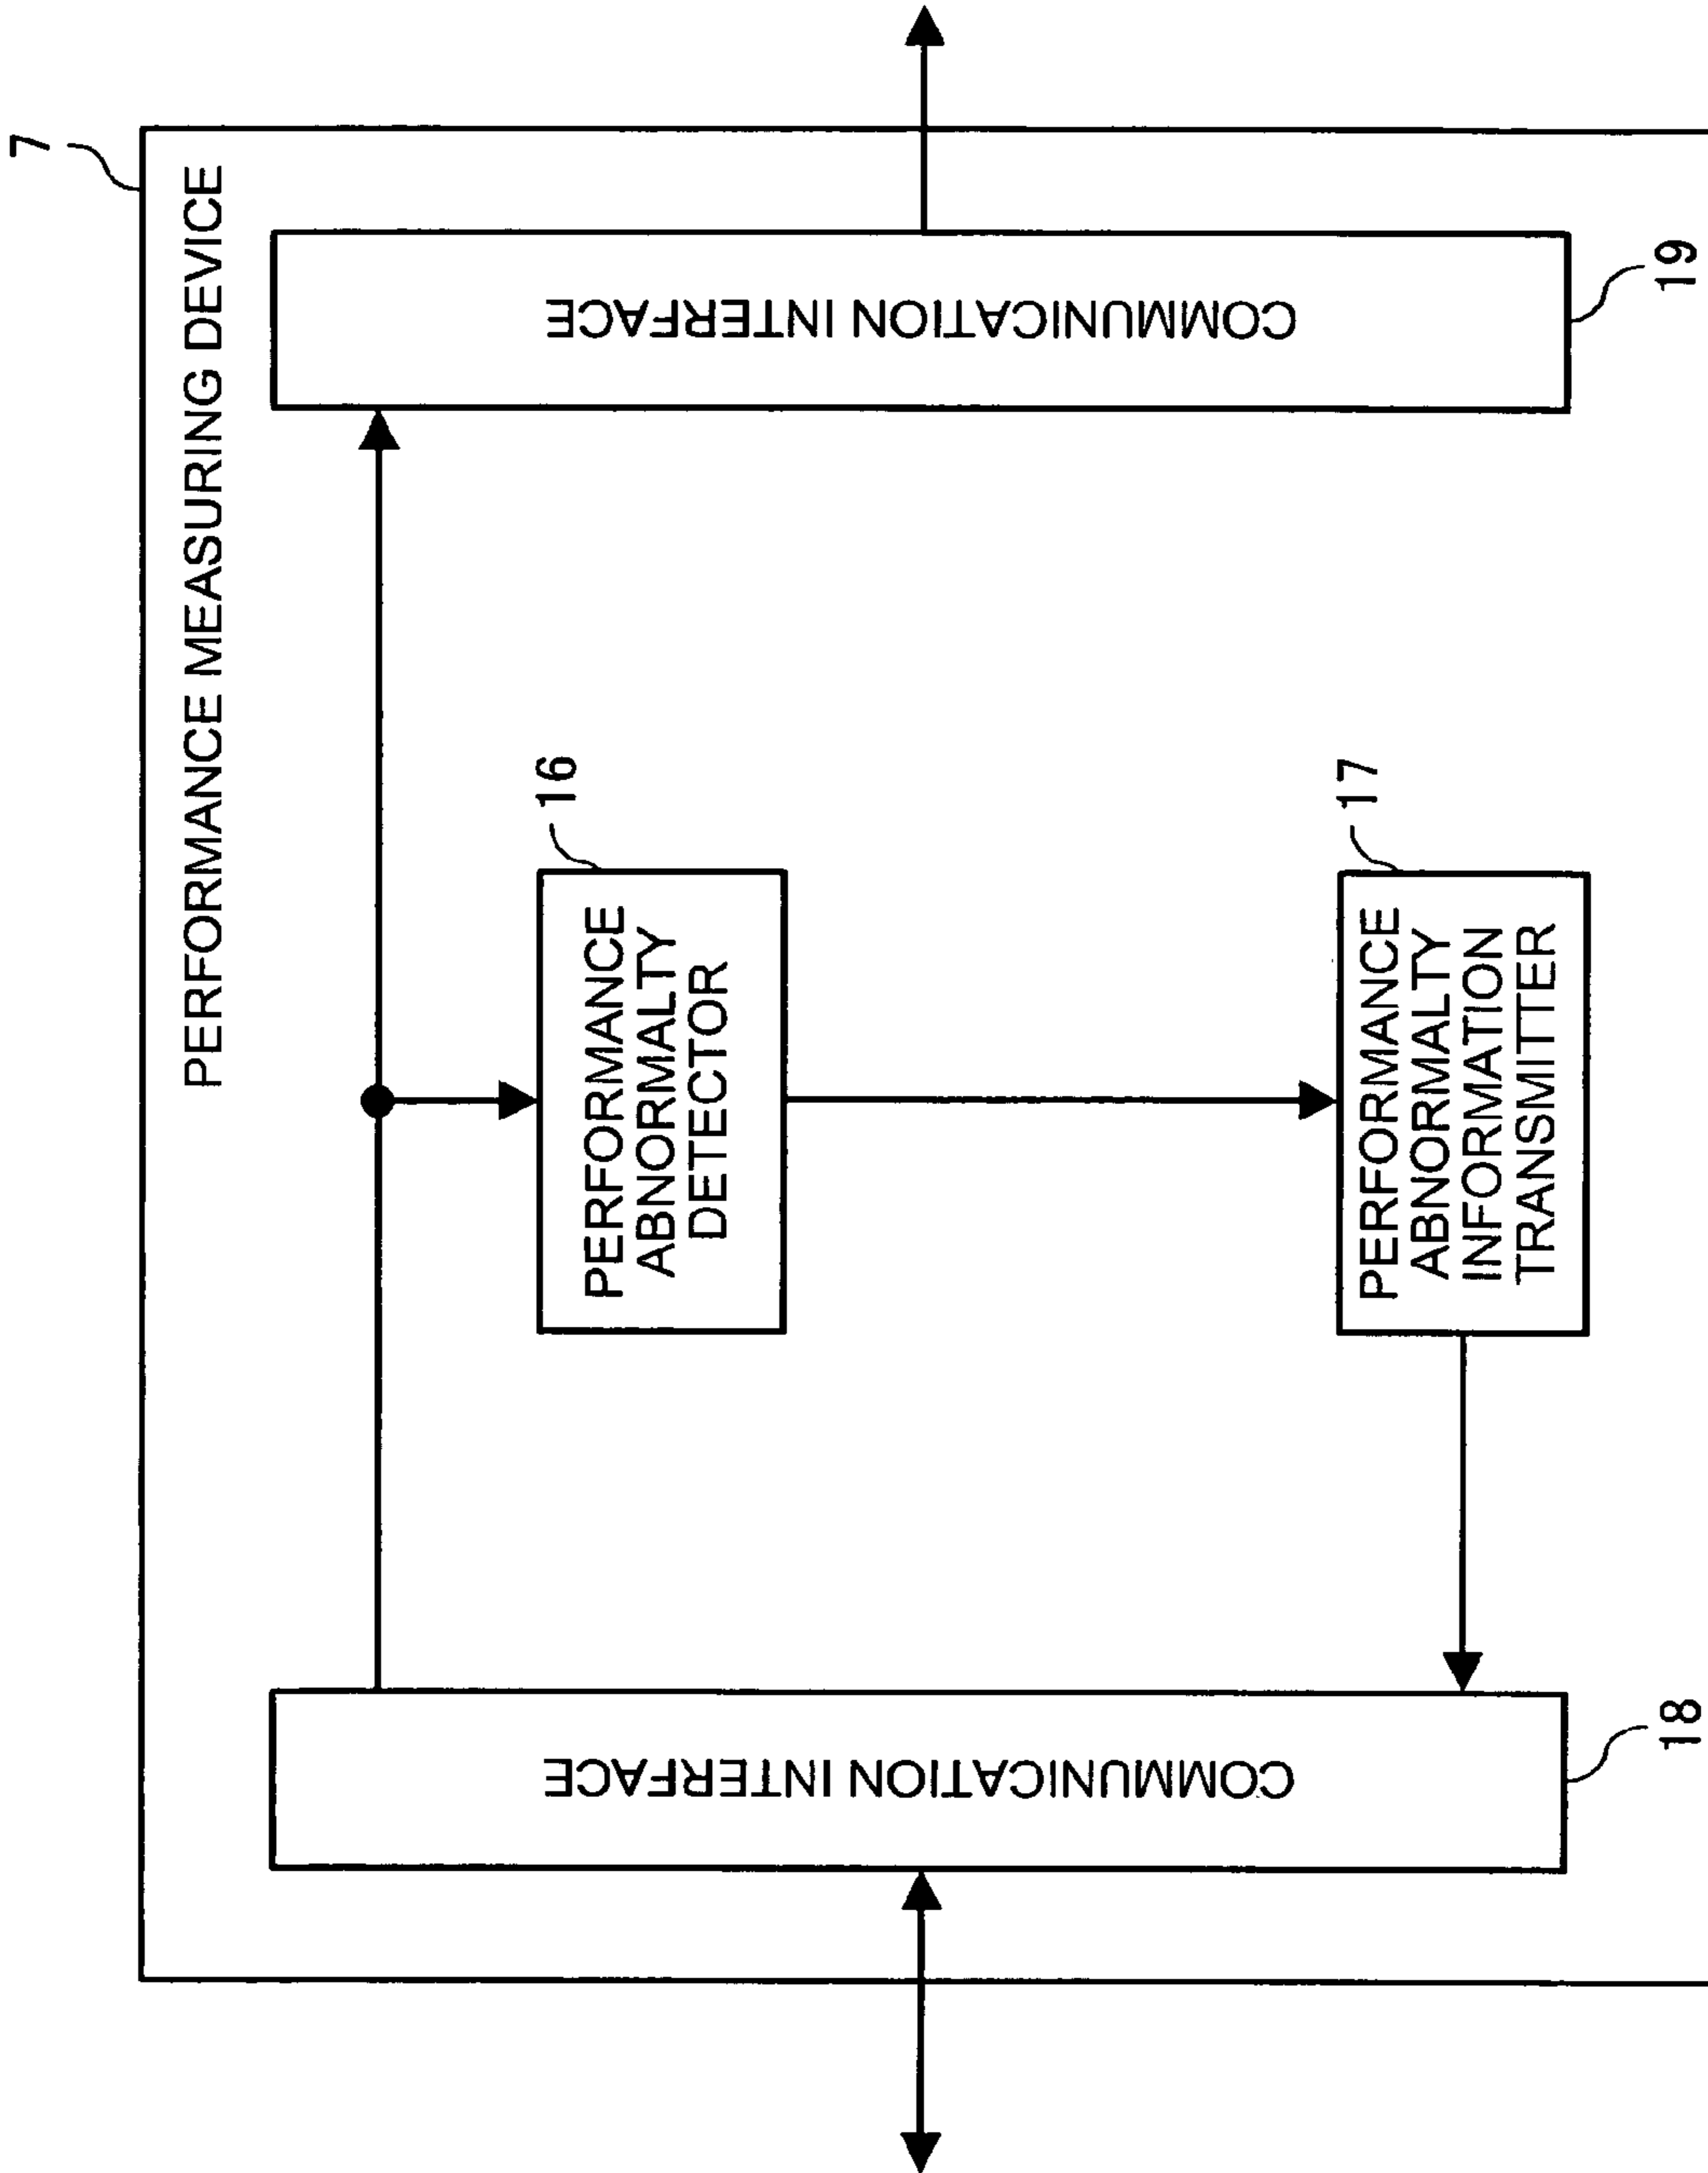 7
PERFORMANCE MEASURING DEVICE
COMMUNICATION INTERFACE
18
16
PERFORMANCE
ABNORMALTY
DETECTOR
17
PERFORMANCE
ABNORMALTY
INFORMATION
TRANSMITTER
COMMUNICATION INTERFACE
19